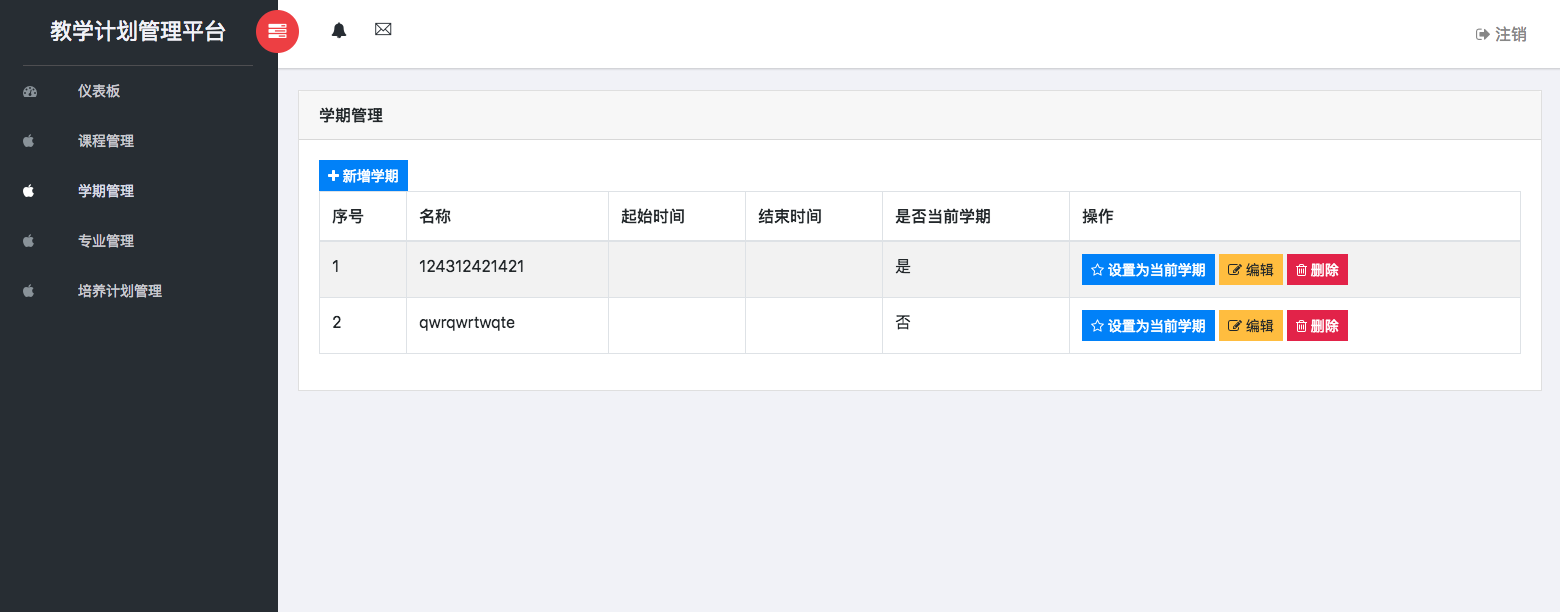 教学计划管理平台
注销
仪表板
课程管理
学期管理
专业管理
培养计划管理
学期管理
新增学期
序号 名称 起始时间 结束时间 是否当前学期 操作
1 124312421421 是 设置为当前学期 编辑 删除
2 qwrqwrtwqte 否 设置为当前学期 编辑 删除